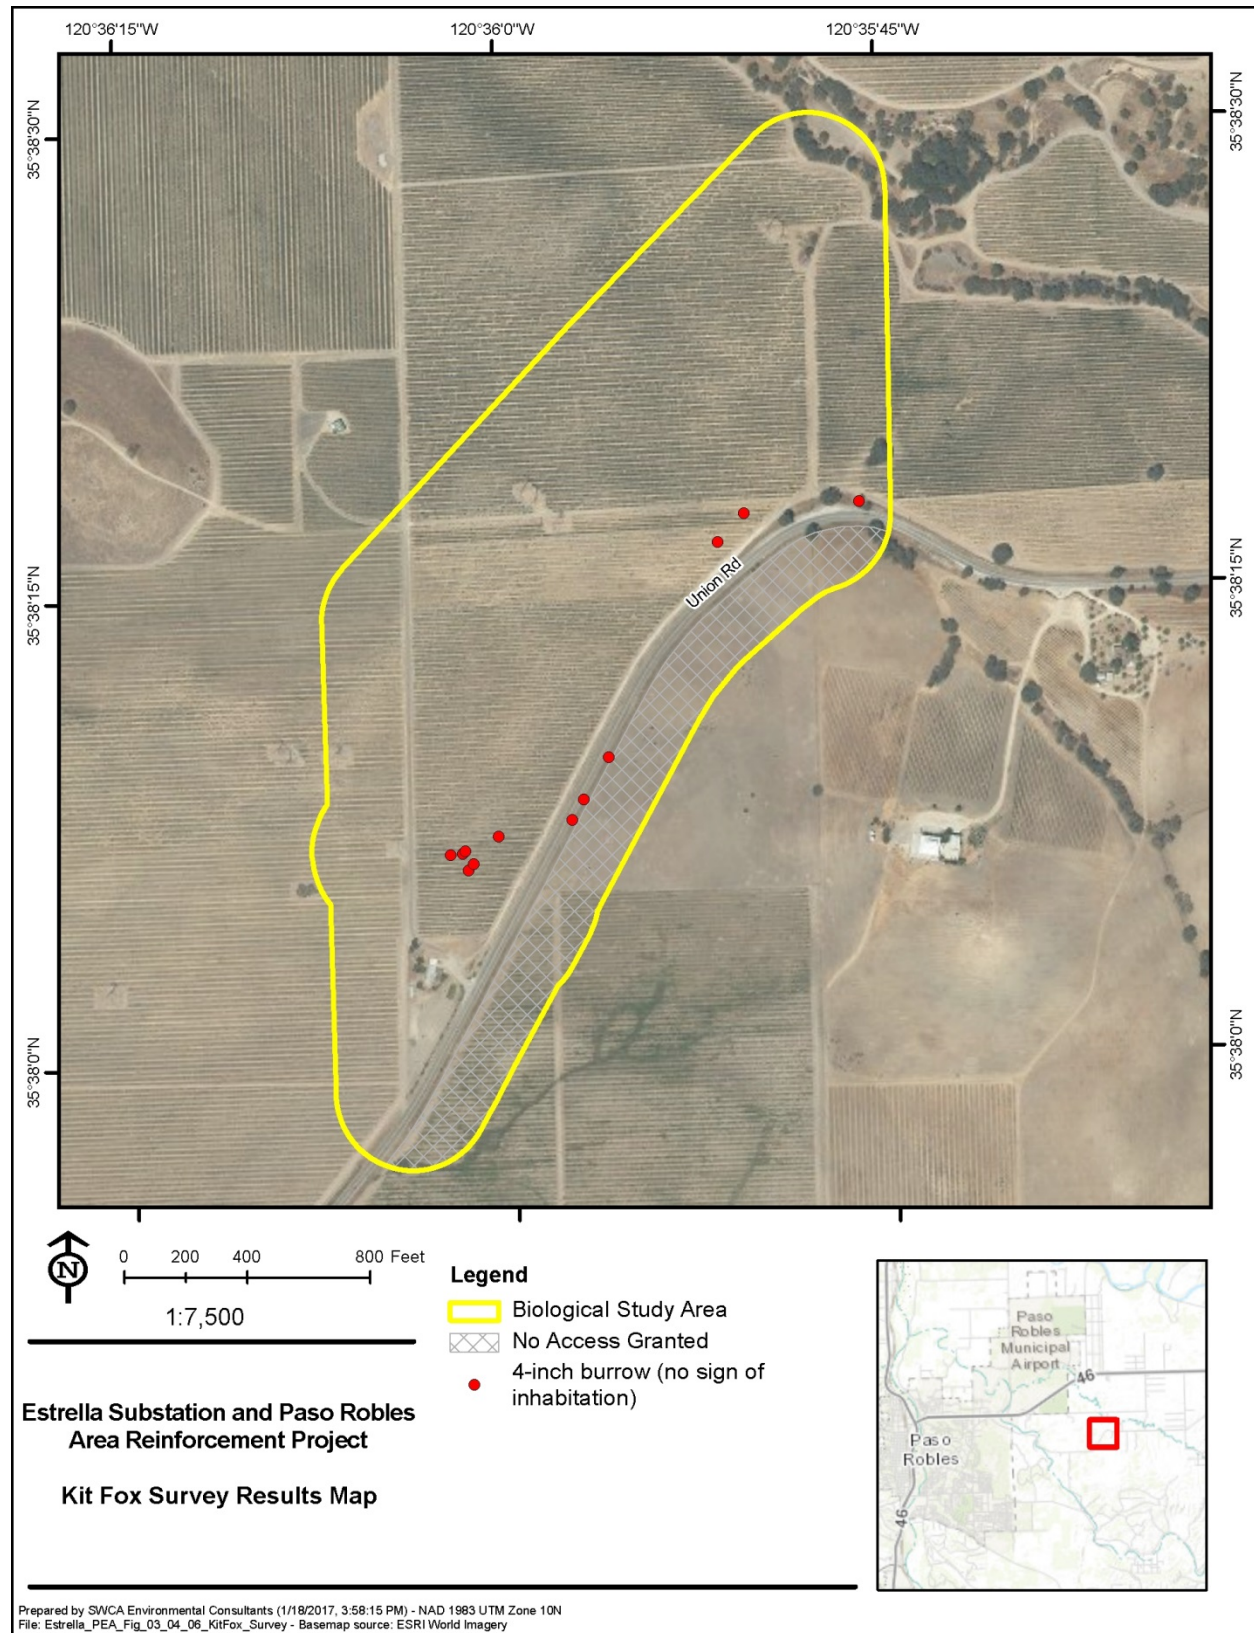 120°36'15"W
120°36'0"W
120°35'45"W
35°38'30"N
35°38'30"N
35°38'15"N
35°38'15"N
35°38'0"N
35°38'0"N
Union Rd
N
0 200 400 800 Feet
1:7,500
Legend
Biological Study Area
No Access Granted
4-inch burrow (no sign of
inhabitation)
Estrella Substation and Paso Robles
Area Reinforcement Project
Kit Fox Survey Results Map
Paso
Robles
Municipal
Airport
46
Paso
Robles
46
Prepared by SWCA Environmental Consultants (1/18/2017, 3:58:15 PM) - NAD 1983 UTM Zone 10N
File: Estrella_PEA_Fig_03_04_06_KitFox_Survey - Basemap source: ESRI World Imagery